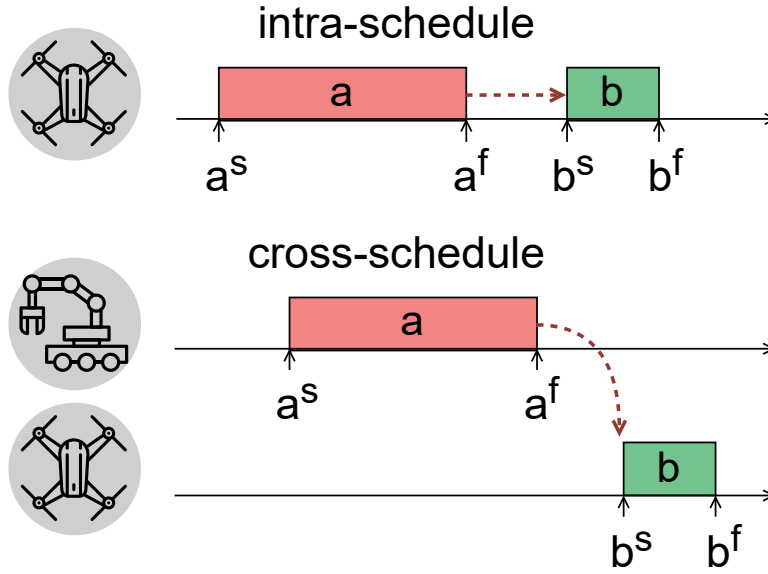 intra-schedule
a b
a^s a^f b^s b^f
cross-schedule
a
a^s a^f
b
b^s b^f